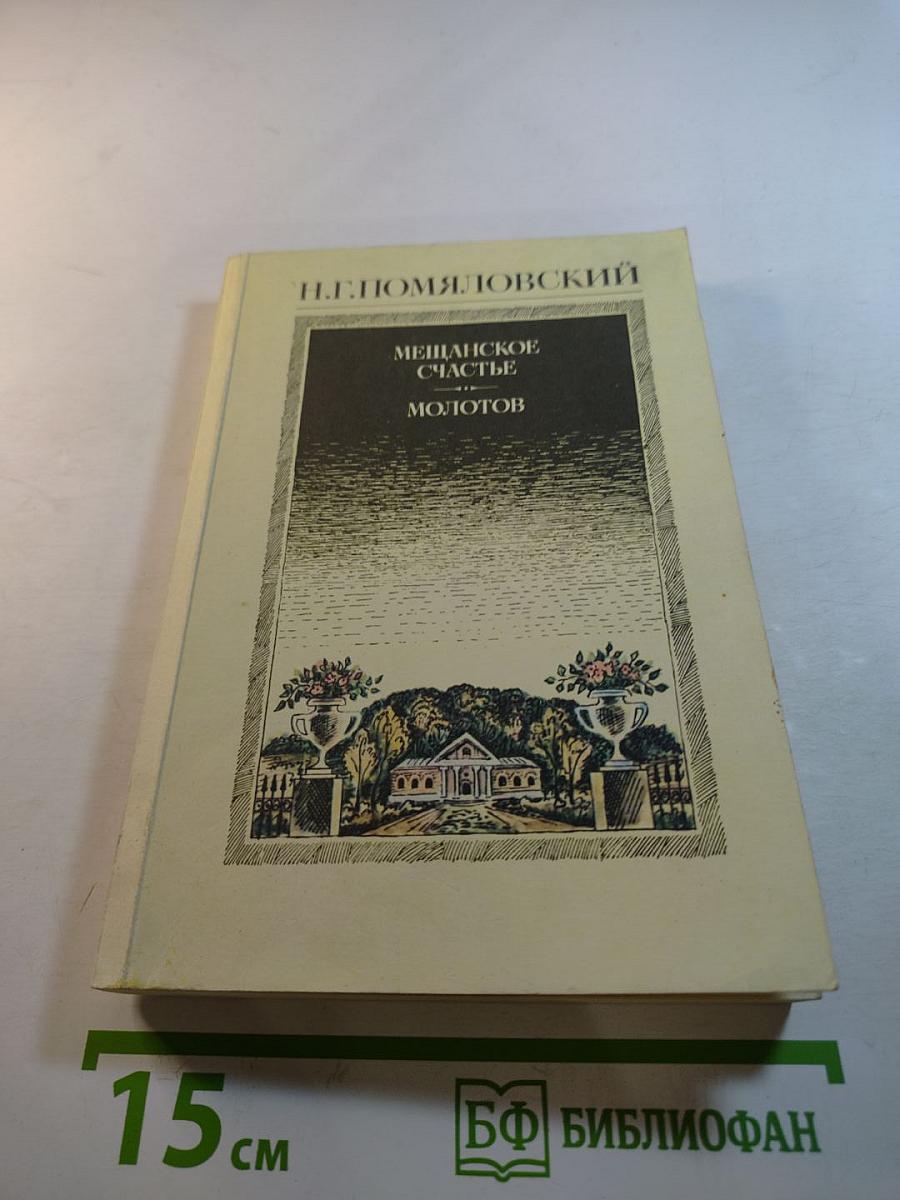 Н.Г.ПОМЯЛОВСКИЙ
МЕЩАНСКОЕ
СЧАСТЬЕ
МОЛОТОВ
15 см
БФ БИБЛИОФАН